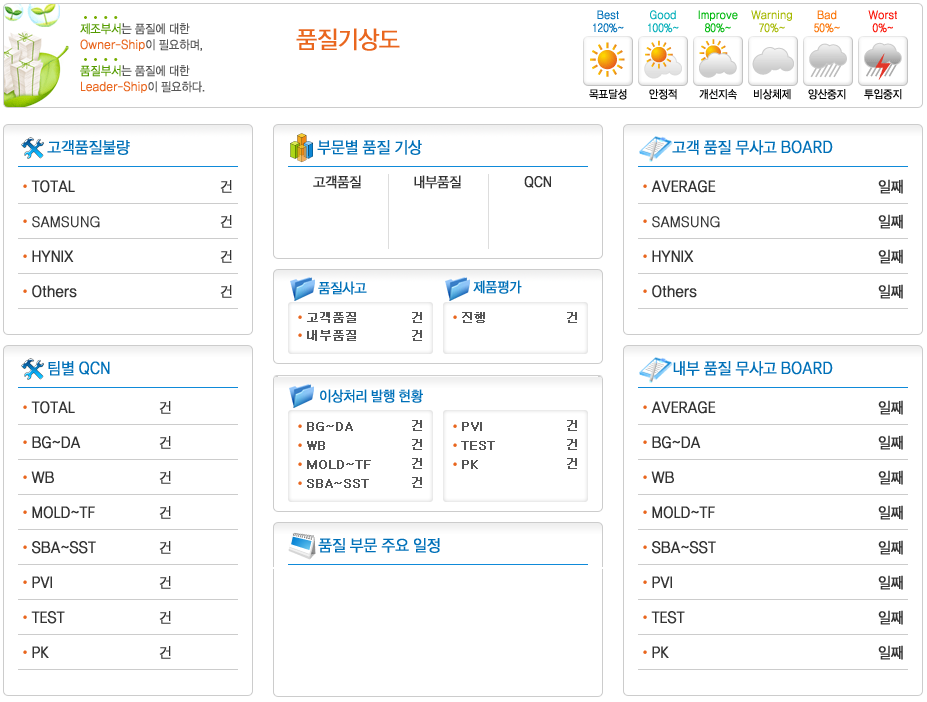 제조부서는 품질에 대한
Owner-Ship이 필요하며,
품질부서는 품질에 대한
Leader-Ship이 필요하다.
품질기상도
Best Good Improve Warning Bad Worst
120%~ 100%~ 80%~ 70%~ 50%~ 0%~
목표달성 안정적 개선지속 비상체제 양산중지 투입중지
고객품질불량
TOTAL 건
SAMSUNG 건
HYNIX 건
Others 건
팀별 QCN
TOTAL 건
BG~DA 건
WB 건
MOLD~TF 건
SBA~SST 건
PVI 건
TEST 건
PK 건
부문별 품질 기상
고객품질 내부품질 QCN
품질사고
고객품질 건
내부품질 건
제품평가
진행 건
이상처리 발행 현황
BG~DA 건
WB 건
MOLD~TF 건
SBA~SST 건
PVI 건
TEST 건
PK 건
품질 부문 주요 일정
고객 품질 무사고 BOARD
AVERAGE 일째
SAMSUNG 일째
HYNIX 일째
Others 일째
내부 품질 무사고 BOARD
AVERAGE 일째
BG~DA 일째
WB 일째
MOLD~TF 일째
SBA~SST 일째
PVI 일째
TEST 일째
PK 일째